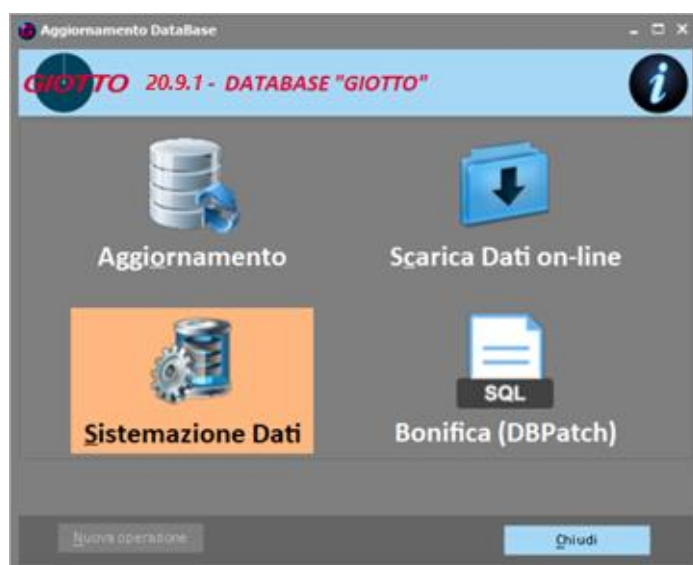 Aggiornamento DataBase
GIOTTO 20.9.1 - DATABASE "GIOTTO"
i
Aggiornamento
Scarica Dati on-line
SQL
Sistemazione Dati
Bonifica (DBPatch)
Nuova operazione
Chiudi